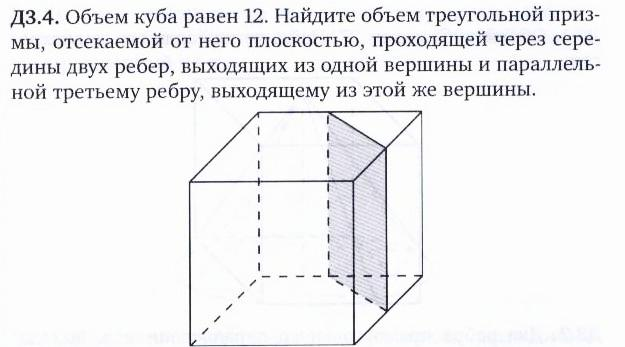 Д3.4. Объем куба равен 12. Найдите объем треугольной приз-
мы, отсекаемой от него плоскостью, проходящей через сере-
дины двух ребер, выходящих из одной вершины и параллель-
ной третьему ребру, выходящему из этой же вершины.